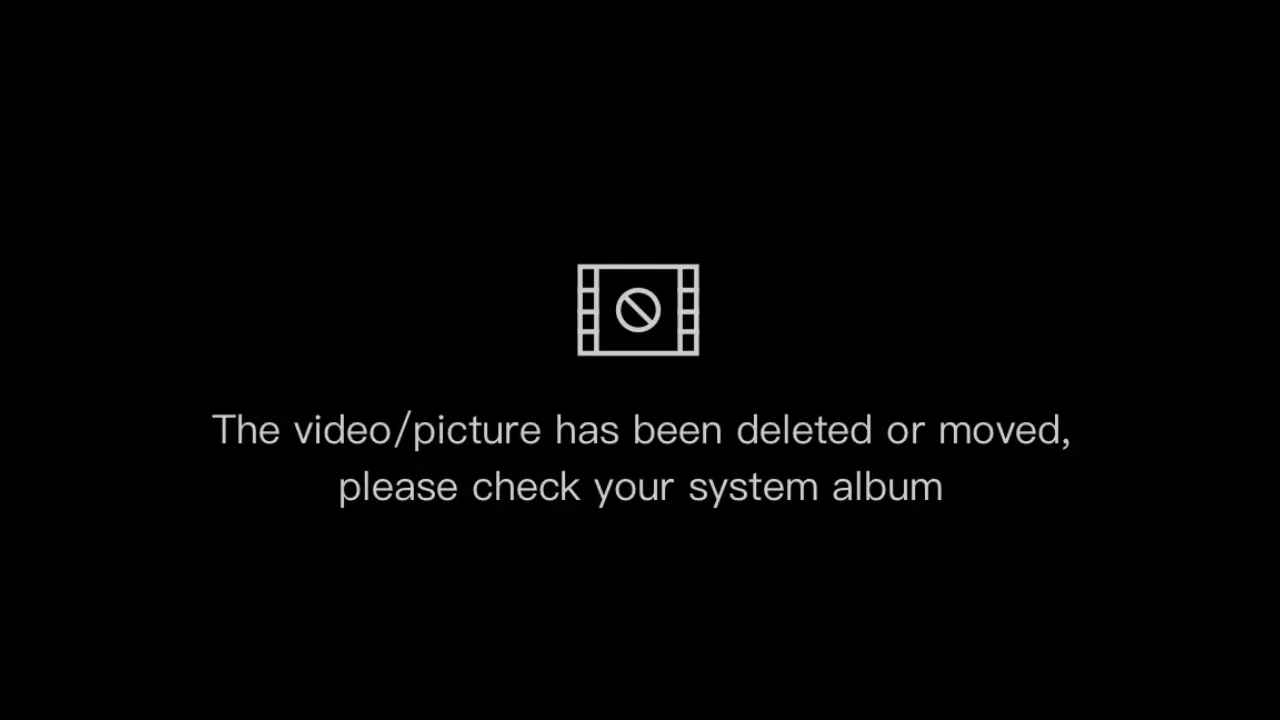 The video/picture has been deleted or moved,
please check your system album